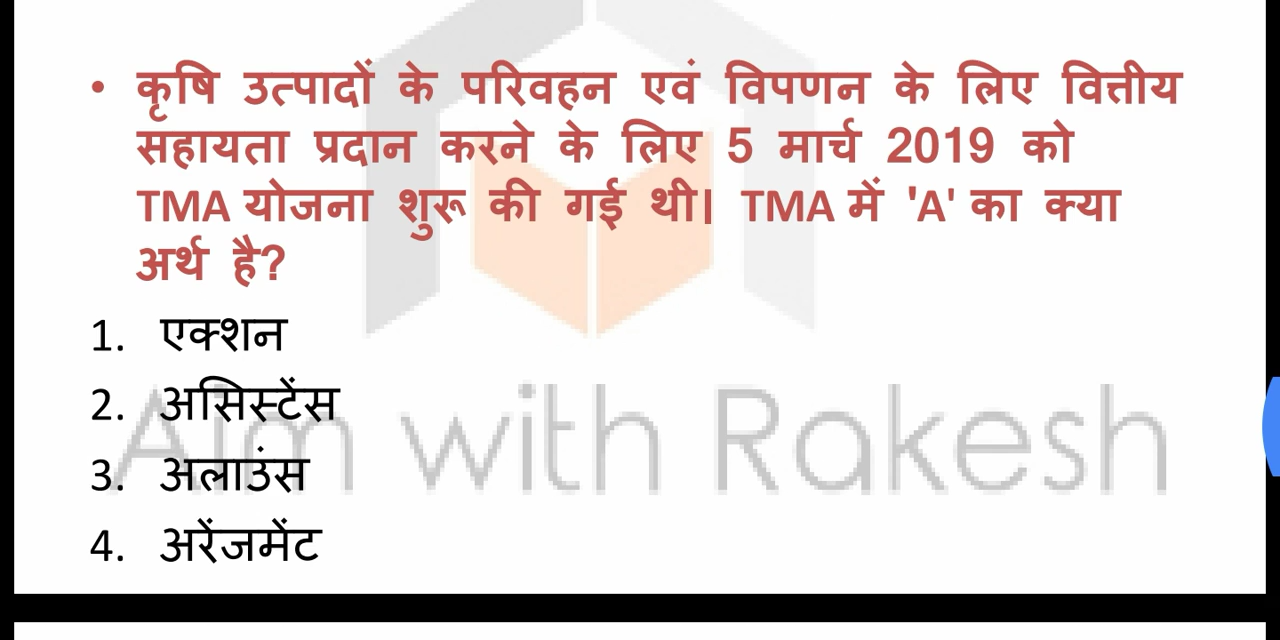 • कृषि उत्पादों के परिवहन एवं विपणन के लिए वित्तीय
सहायता प्रदान करने के लिए 5 मार्च 2019 को
TMA योजना शुरू की गई थी| TMA में 'A' का क्या
अर्थ है?
1. एक्शन
2. असिस्टेंस
Aim with Rakesh
3. अलाउंस
4. अरेंजमेंट